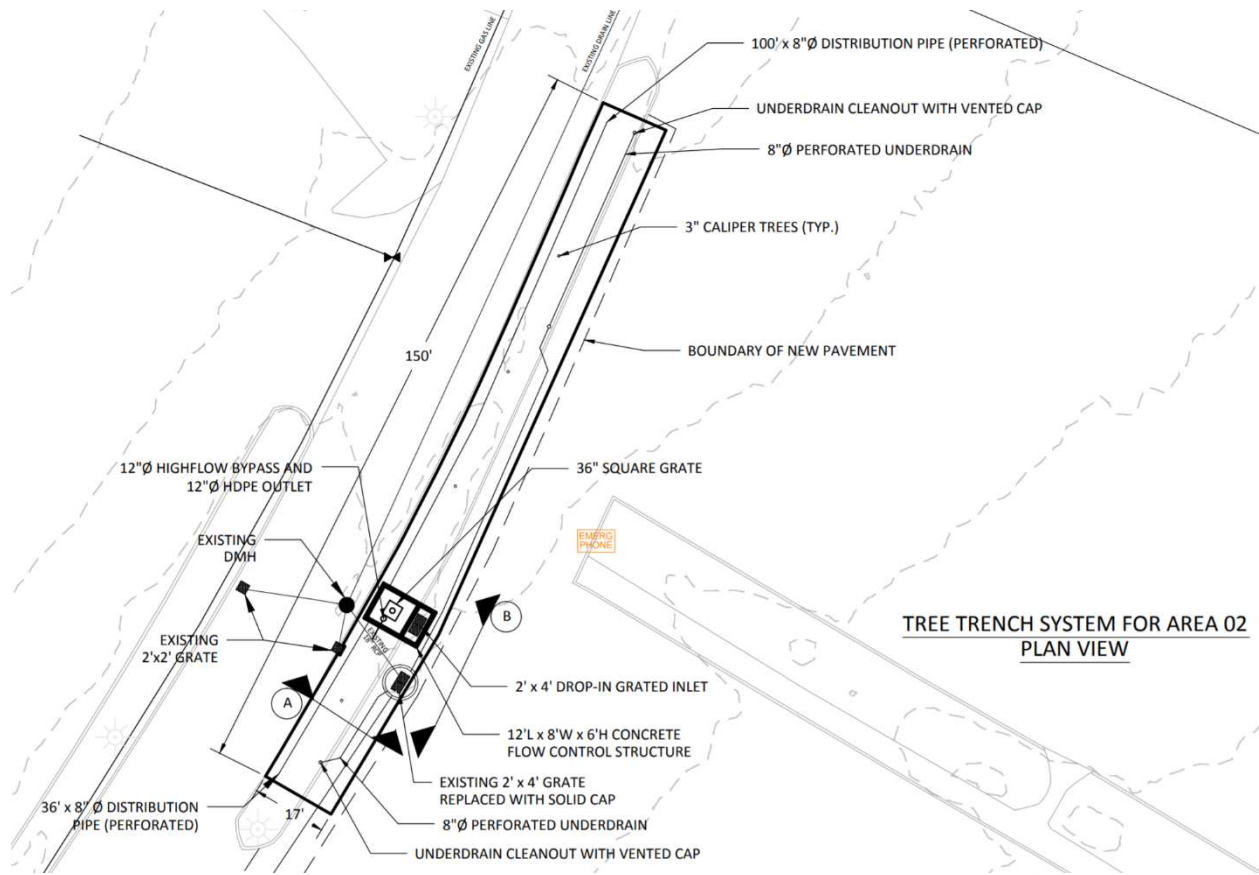 EXISTING GAS LINE
EXISTING DRAIN LINE
100' x 8"Ø DISTRIBUTION PIPE (PERFORATED)
UNDERDRAIN CLEANOUT WITH VENTED CAP
8"Ø PERFORATED UNDERDRAIN
3" CALIPER TREES (TYP.)
BOUNDARY OF NEW PAVEMENT
150'
12"Ø HIGHFLOW BYPASS AND
12"Ø HDPE OUTLET
36" SQUARE GRATE
EMERG
PHONE
EXISTING
DMH
B
TREE TRENCH SYSTEM FOR AREA 02
PLAN VIEW
EXISTING
2'x2' GRATE
EXISTING
18" RCP
2' x 4' DROP-IN GRATED INLET
A
12'L x 8'W x 6'H CONCRETE
FLOW CONTROL STRUCTURE
EXISTING 2' x 4' GRATE
REPLACED WITH SOLID CAP
36' x 8" Ø DISTRIBUTION
PIPE (PERFORATED)
17'
8"Ø PERFORATED UNDERDRAIN
UNDERDRAIN CLEANOUT WITH VENTED CAP